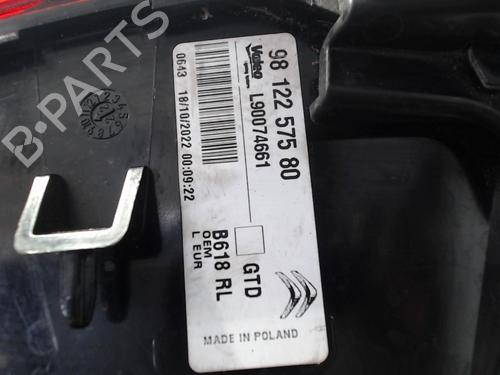 Valeo
98 122 575 80
L90074661
0643 18/10/2022 00:09:22
GTD
B618 RL
OEM
L EUR
MADE IN POLAND
B-PARTS